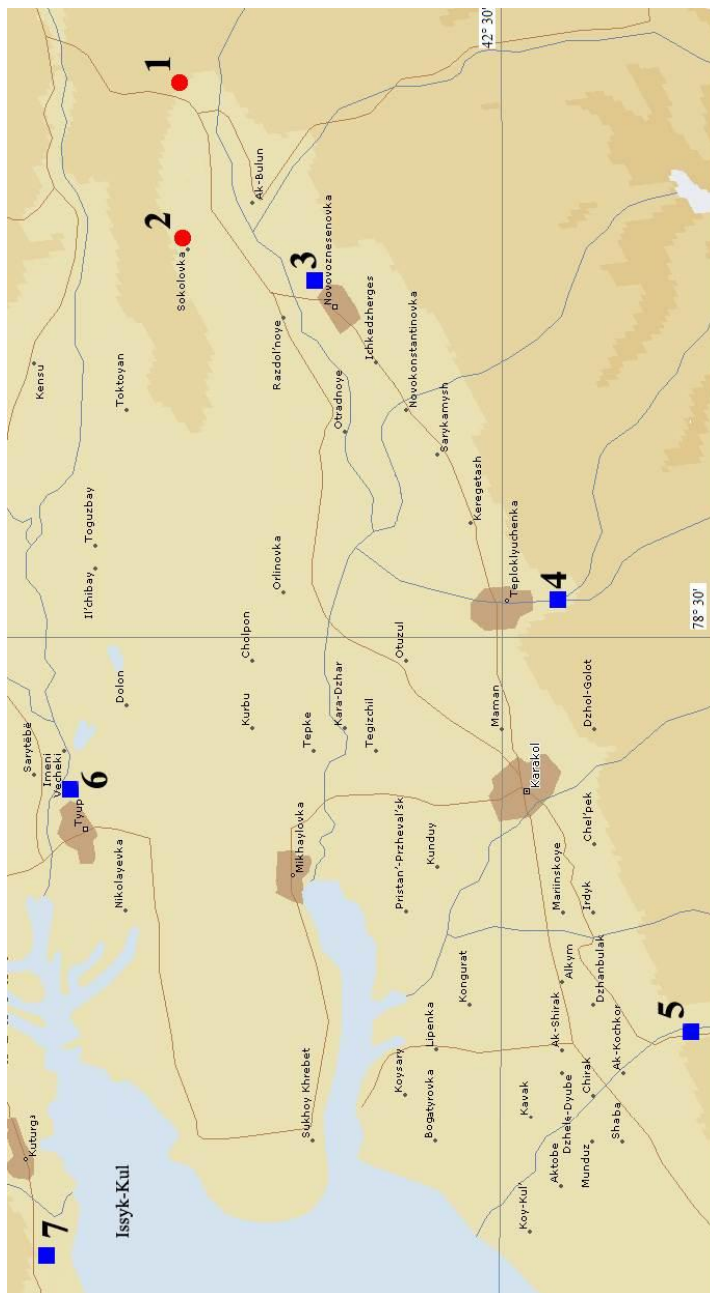 Kuturga
Sarytëbë
Kensu
7
Imeni
Vecheki
Tyup
6
Il'chibay
Toguzbay
Issyk-Kul
Nikolayevka
Dolon
Toktoyan
2
1
Sokolovka
Kurbu
Cholpon
Ak-Bulun
Orlinovka
Razdol'noye
Mikhaylovka
3
Sukhoy Khrebet
Tepke
Novovoznesenovka
Kara-Dzhar
Otradnoye
Tegizchil
Ichkedzherges
Koysary
Pristan'-Przheval'sk
Otuzul
Novokonstantinovka
Bogatyrovka
Lipenka
Kunduy
Sarykamysh
Kongurat
Keregetash
42° 30'
Maman
Teploklyuchenka
Koy-Kul'
Kavak
Karakol
Aktobe
Ak-Shirak
Alkym
Mariinskoye
4
Dzhele-Dyube
Munduz
Chirak
Dzhanbulak
Irdyk
Chel'pek
Dzhol-Golot
Shaba
Ak-Kochkor
5
78° 30'